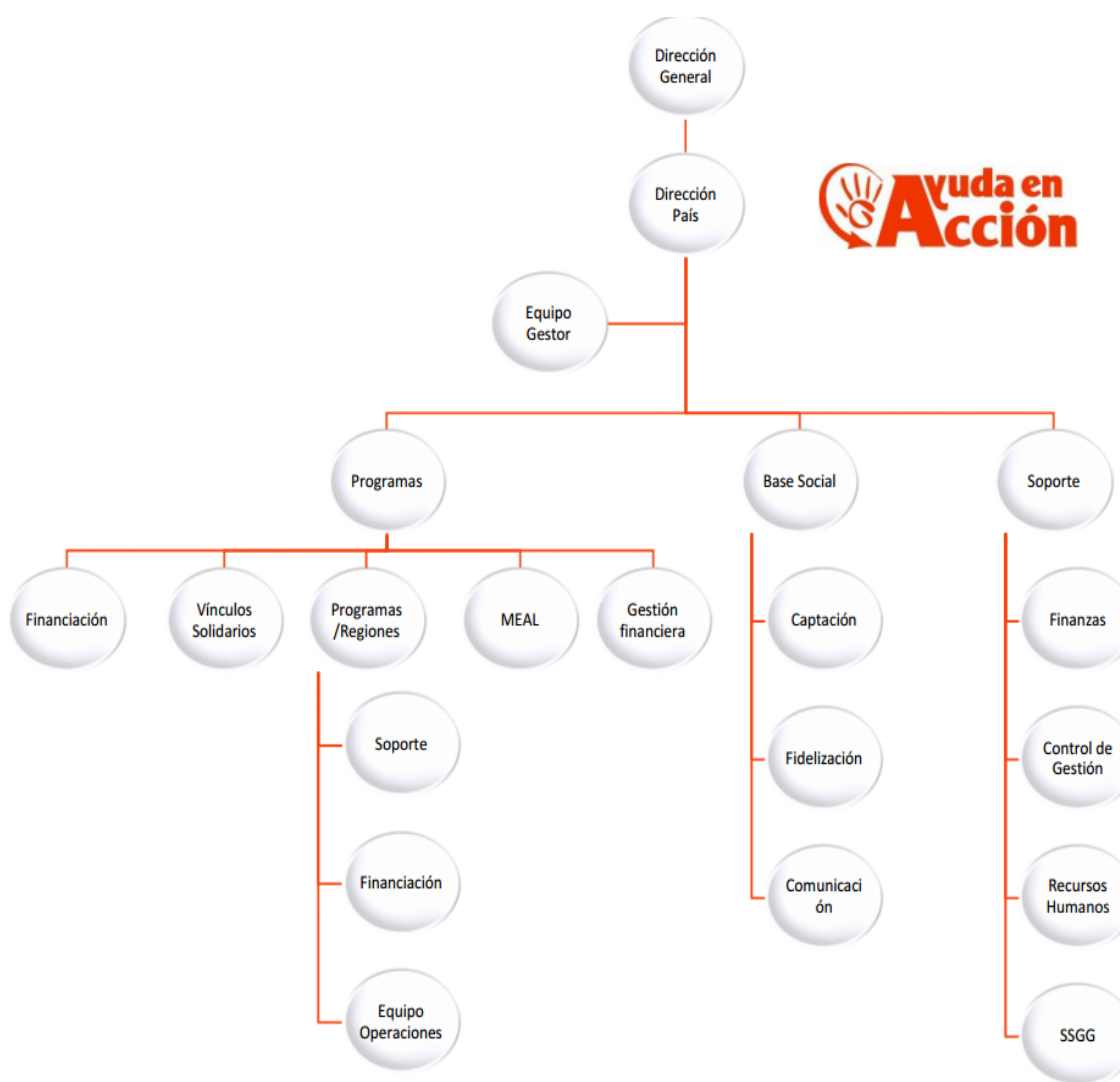 Dirección
General
Dirección
País
Ayuda en
Acción
Equipo
Gestor
Programas
Base Social
Soporte
Financiación
Vínculos
Solidarios
Programas
/Regiones
MEAL
Gestión
financiera
Captación
Finanzas
Soporte
Fidelización
Control de
Gestión
Financiación
Comunicaci
ón
Recursos
Humanos
Equipo
Operaciones
SSGG